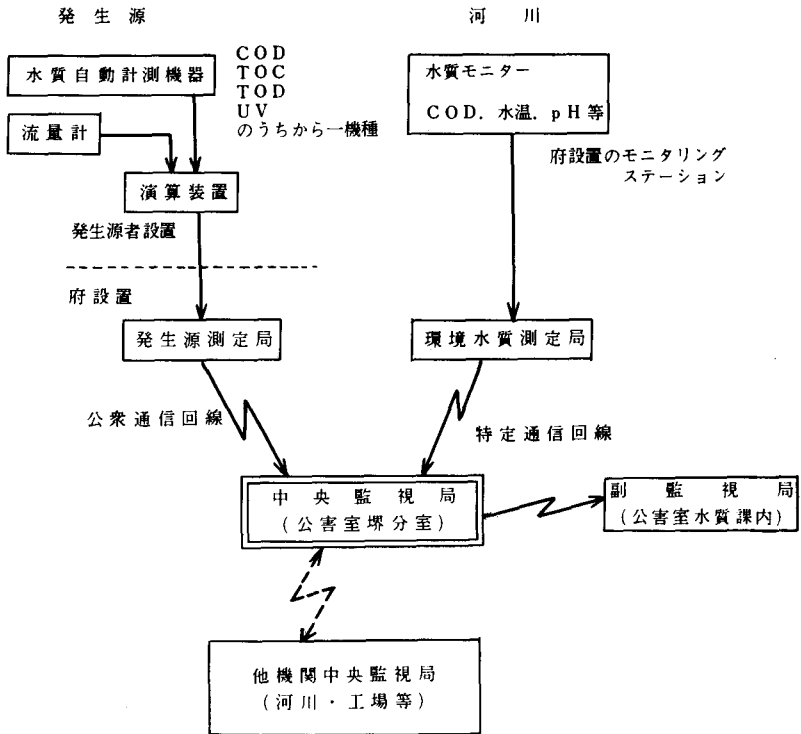 発生源
河川
水質自動計測機器
COD
TOC
TOD
UV
のうちから一機種
流量計
演算装置
発生源者設置
府設置
発生源測定局
公衆通信回線
水質モニター
COD.水温.pH等
府設置のモニタリング
ステーション
環境水質測定局
特定通信回線
中央監視局
(公害室堺分室)
副監視局
(公害室水質課内)
他機関中央監視局
(河川・工場等)